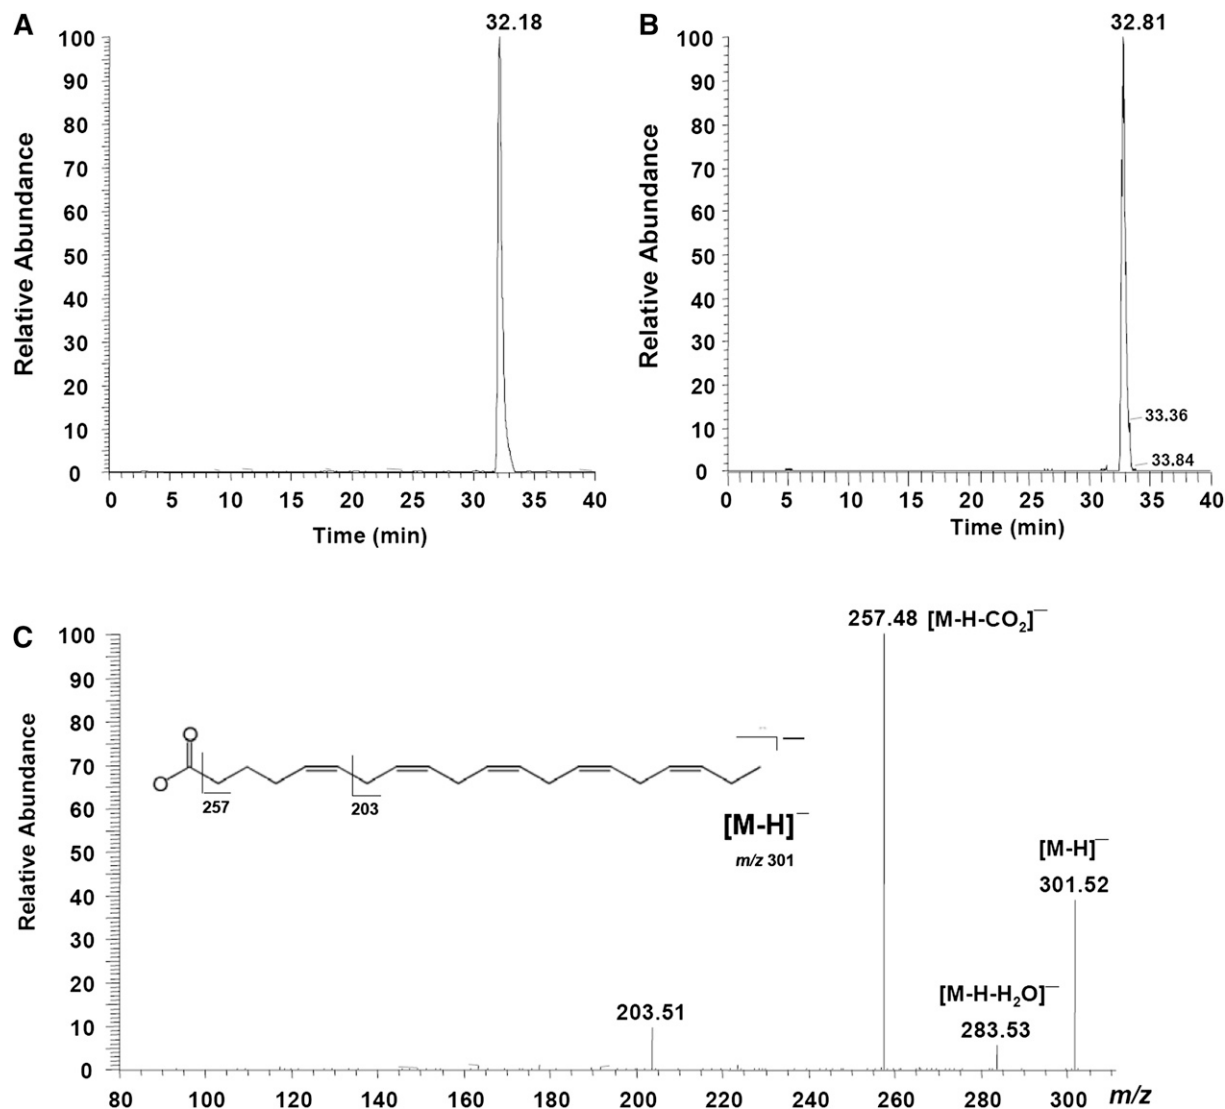 A
32.18
100
90
80
70
60
50
40
30
20
10
0
Relative Abundance
0 5 10 15 20 25 30 35 40
Time (min)
B
32.81
100
90
80
70
60
50
40
30
20
10
0
Relative Abundance
33.36
33.84
0 5 10 15 20 25 30 35 40
Time (min)
C
257.48 [M-H-CO₂]⁻
100
90
80
70
60
50
40
30
20
10
0
Relative Abundance
O
O
257
203
[M-H]⁻
m/z 301
[M-H]⁻
301.52
[M-H-H₂O]⁻
283.53
203.51
80 100 120 140 160 180 200 220 240 260 280 300 m/z